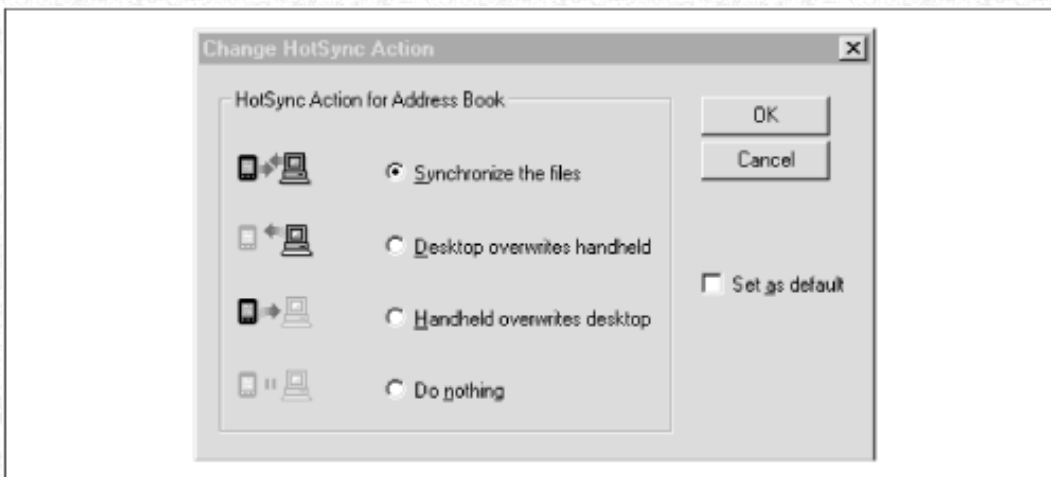 Change HotSync Action
HotSync Action for Address Book
OK
Cancel
Synchronize the files
Desktop overwrites handheld
Set as default
Handheld overwrites desktop
Do nothing